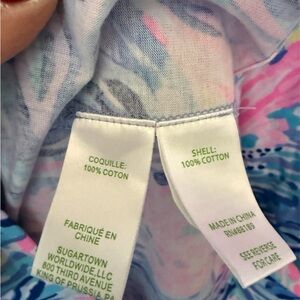 COQUILLE:
100% COTON
FABRIQUÉ EN
CHINE
SUGARTOWN
WORLDWIDE, LLC
800 THIRD AVENUE
KING OF PRUSSIA, PA
SHELL:
100% COTTON
MADE IN CHINA
SEE REVERSE
FOR CARE